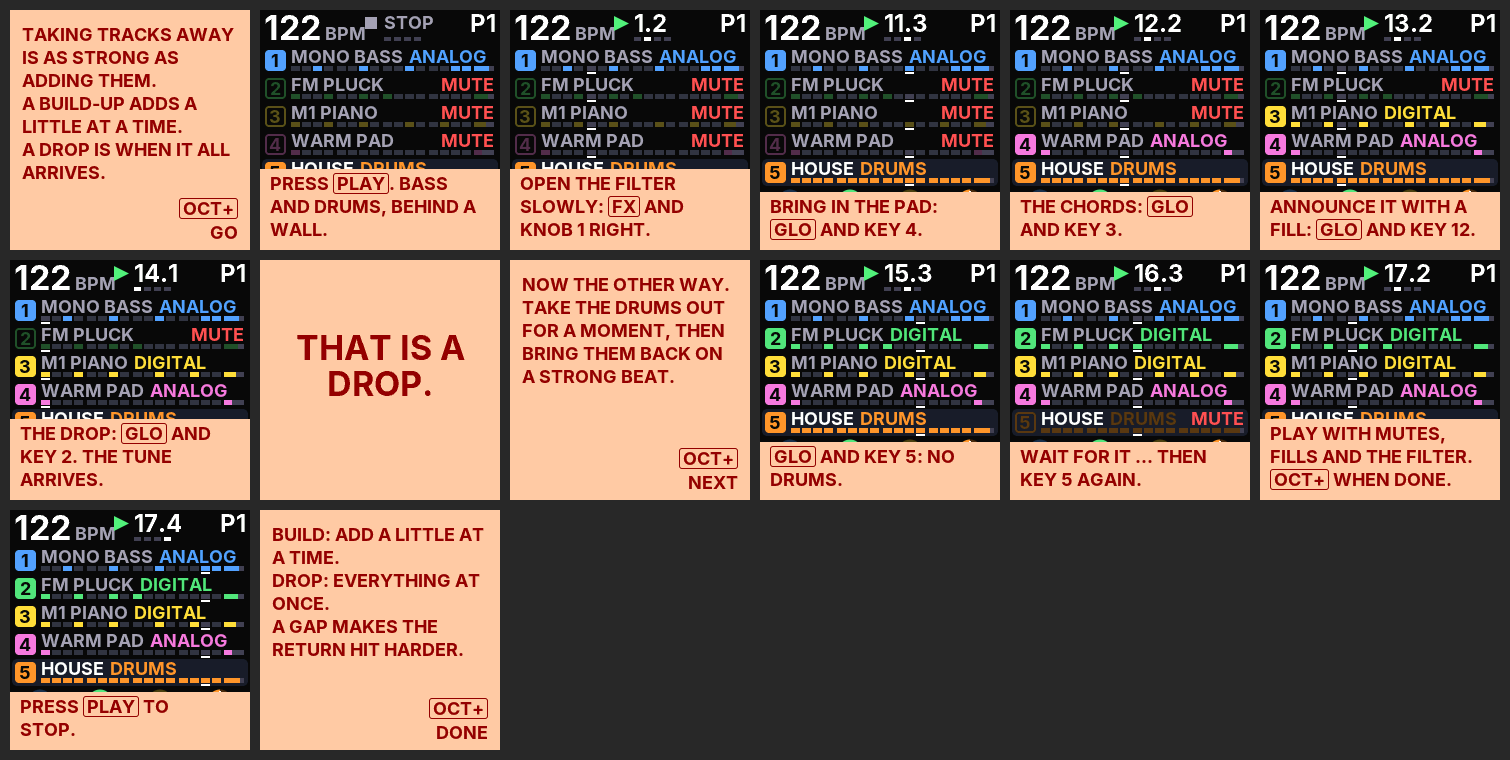 TAKING TRACKS AWAY
IS AS STRONG AS
ADDING THEM.
A BUILD-UP ADDS A
LITTLE AT A TIME.
A DROP IS WHEN IT ALL
ARRIVES.
OCT+
GO
122 BPM STOP P1
1 MONO BASS ANALOG
2 FM PLUCK MUTE
3 M1 PIANO MUTE
4 WARM PAD MUTE
5 HOUSE DRUMS
PRESS PLAY. BASS
AND DRUMS, BEHIND A
WALL.
122 BPM 1.2 P1
1 MONO BASS ANALOG
2 FM PLUCK MUTE
3 M1 PIANO MUTE
4 WARM PAD MUTE
5 HOUSE DRUMS
OPEN THE FILTER
SLOWLY: FX AND
KNOB 1 RIGHT.
122 BPM 11.3 P1
1 MONO BASS ANALOG
2 FM PLUCK MUTE
3 M1 PIANO MUTE
4 WARM PAD MUTE
5 HOUSE DRUMS
BRING IN THE PAD:
GLO AND KEY 4.
122 BPM 12.2 P1
1 MONO BASS ANALOG
2 FM PLUCK MUTE
3 M1 PIANO MUTE
4 WARM PAD ANALOG
5 HOUSE DRUMS
THE CHORDS: GLO
AND KEY 3.
122 BPM 13.2 P1
1 MONO BASS ANALOG
2 FM PLUCK MUTE
3 M1 PIANO DIGITAL
4 WARM PAD ANALOG
5 HOUSE DRUMS
ANNOUNCE IT WITH A
FILL: GLO AND KEY 12.
122 BPM 14.1 P1
1 MONO BASS ANALOG
2 FM PLUCK MUTE
3 M1 PIANO DIGITAL
4 WARM PAD ANALOG
5 HOUSE DRUMS
THE DROP: GLO AND
KEY 2. THE TUNE
ARRIVES.
THAT IS A
DROP.
NOW THE OTHER WAY.
TAKE THE DRUMS OUT
FOR A MOMENT, THEN
BRING THEM BACK ON
A STRONG BEAT.
OCT+
NEXT
122 BPM 15.3 P1
1 MONO BASS ANALOG
2 FM PLUCK DIGITAL
3 M1 PIANO DIGITAL
4 WARM PAD ANALOG
5 HOUSE DRUMS
GLO AND KEY 5: NO
DRUMS.
122 BPM 16.3 P1
1 MONO BASS ANALOG
2 FM PLUCK DIGITAL
3 M1 PIANO DIGITAL
4 WARM PAD ANALOG
5 HOUSE DRUMS MUTE
WAIT FOR IT ... THEN
KEY 5 AGAIN.
122 BPM 17.2 P1
1 MONO BASS ANALOG
2 FM PLUCK DIGITAL
3 M1 PIANO DIGITAL
4 WARM PAD ANALOG
5 HOUSE DRUMS
PLAY WITH MUTES,
FILLS AND THE FILTER.
OCT+ WHEN DONE.
122 BPM 17.4 P1
1 MONO BASS ANALOG
2 FM PLUCK DIGITAL
3 M1 PIANO DIGITAL
4 WARM PAD ANALOG
5 HOUSE DRUMS
PRESS PLAY TO
STOP.
BUILD: ADD A LITTLE AT
A TIME.
DROP: EVERYTHING AT
ONCE.
A GAP MAKES THE
RETURN HIT HARDER.
OCT+
DONE